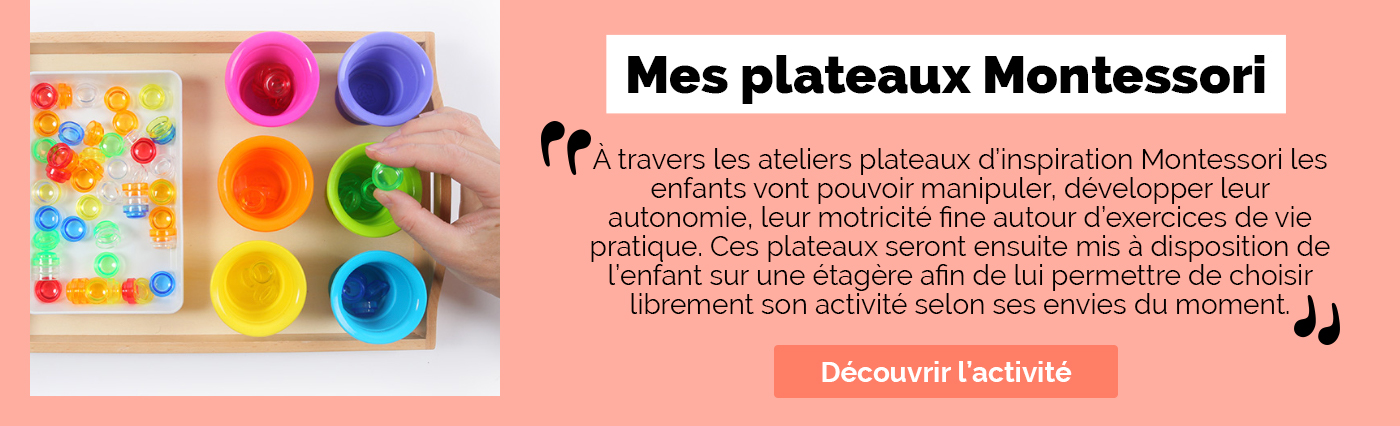 Mes plateaux Montessori
“À travers les ateliers plateaux d’inspiration Montessori les
enfants vont pouvoir manipuler, développer leur
autonomie, leur motricité fine autour d’exercices de vie
pratique. Ces plateaux seront ensuite mis à disposition de
l’enfant sur une étagère afin de lui permettre de choisir
librement son activité selon ses envies du moment.”
Découvrir l’activité